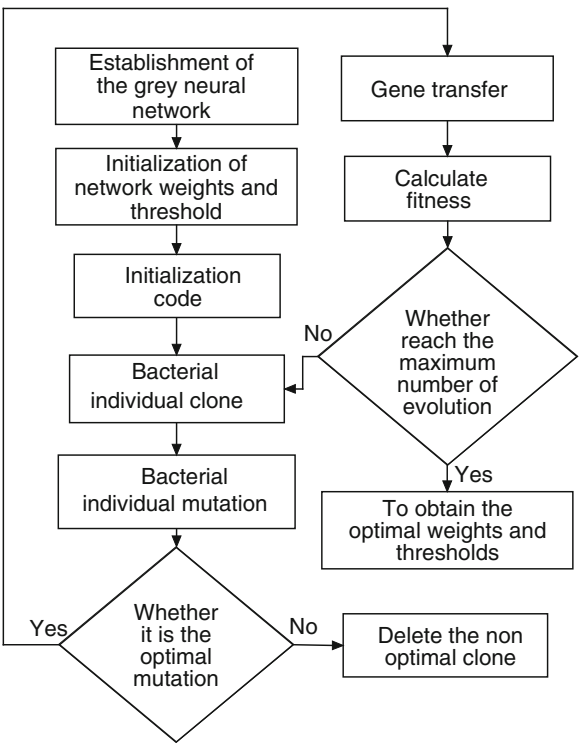 Establishment of
the grey neural
network
Initialization of
network weights and
threshold
Initialization
code
Bacterial
individual clone
Bacterial
individual mutation
Whether
it is the
optimal
mutation
Yes
No
Delete the non
optimal clone
Gene transfer
Calculate
fitness
Whether
reach the
maximum
number of
evolution
No
Yes
To obtain the
optimal weights and
thresholds